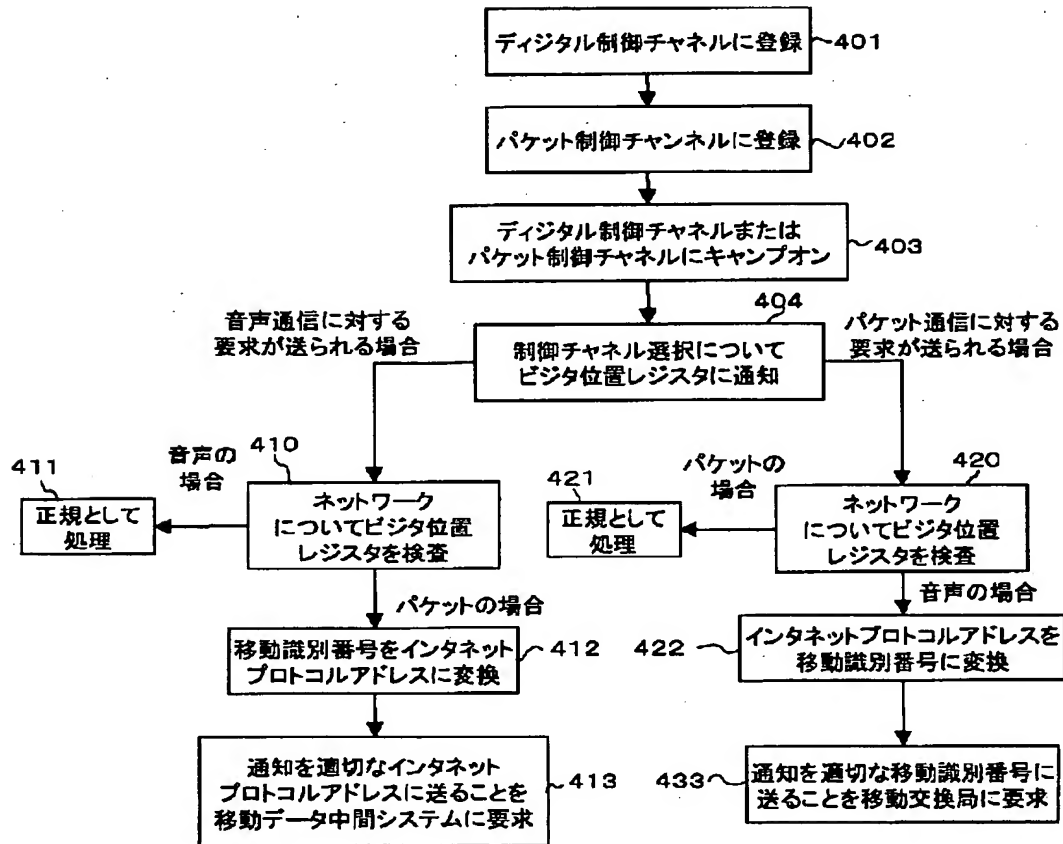 ディジタル制御チャネルに登録
401
パケット制御チャンネルに登録
402
ディジタル制御チャネルまたは
パケット制御チャネルにキャンプオン
403
404
制御チャネル選択について
ビジタ位置レジスタに通知
音声通信に対する
要求が送られる場合
パケット通信に対する
要求が送られる場合
410
ネットワーク
についてビジタ位置
レジスタを検査
音声の
場合
411
正規として
処理
パケットの場合
移動識別番号をインタネット
プロトコルアドレスに変換
412
通知を適切なインタネット
プロトコルアドレスに送ることを
移動データ中間システムに要求
413
420
ネットワーク
についてビジタ位置
レジスタを検査
パケットの
場合
421
正規として
処理
音声の場合
422
インタネットプロトコルアドレスを
移動識別番号に変換
433
通知を適切な移動識別番号に
送ることを移動交換局に要求